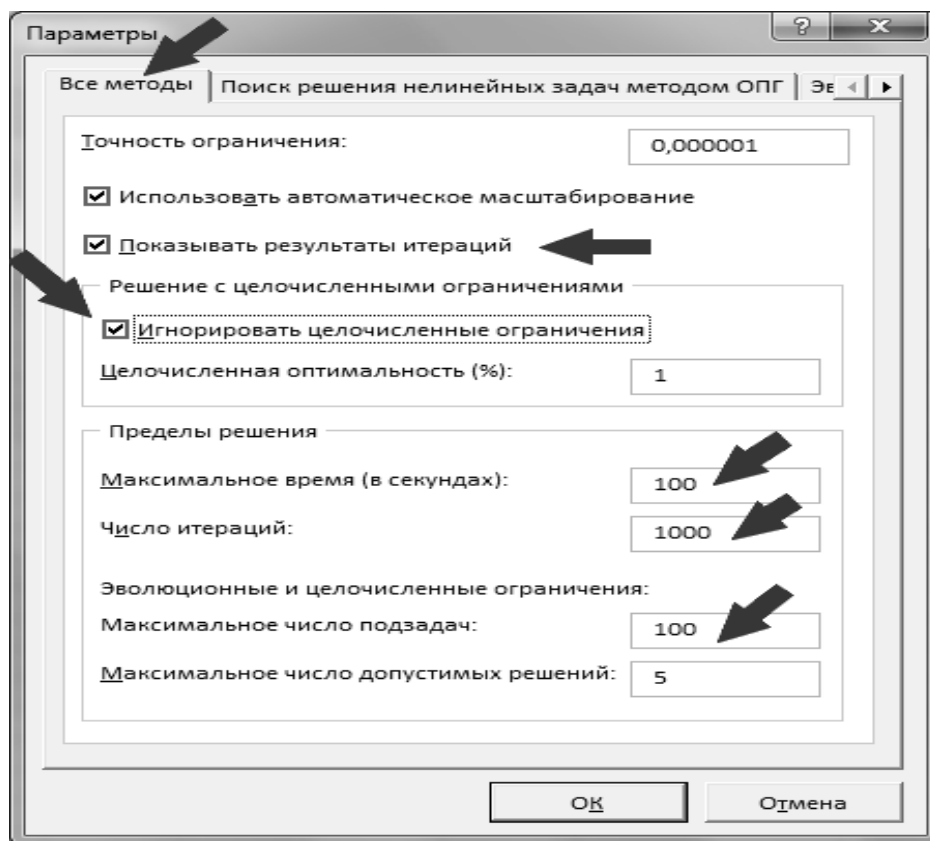 Параметры
Все методы
Поиск решения нелинейных задач методом ОПГ
Эв
Точность ограничения:
0,000001
Использовать автоматическое масштабирование
Показывать результаты итераций
Решение с целочисленными ограничениями
Игнорировать целочисленные ограничения
Целочисленная оптимальность (%):
1
Пределы решения
Максимальное время (в секундах):
100
Число итераций:
1000
Эволюционные и целочисленные ограничения:
Максимальное число подзадач:
100
Максимальное число допустимых решений:
5
ОК
Отмена